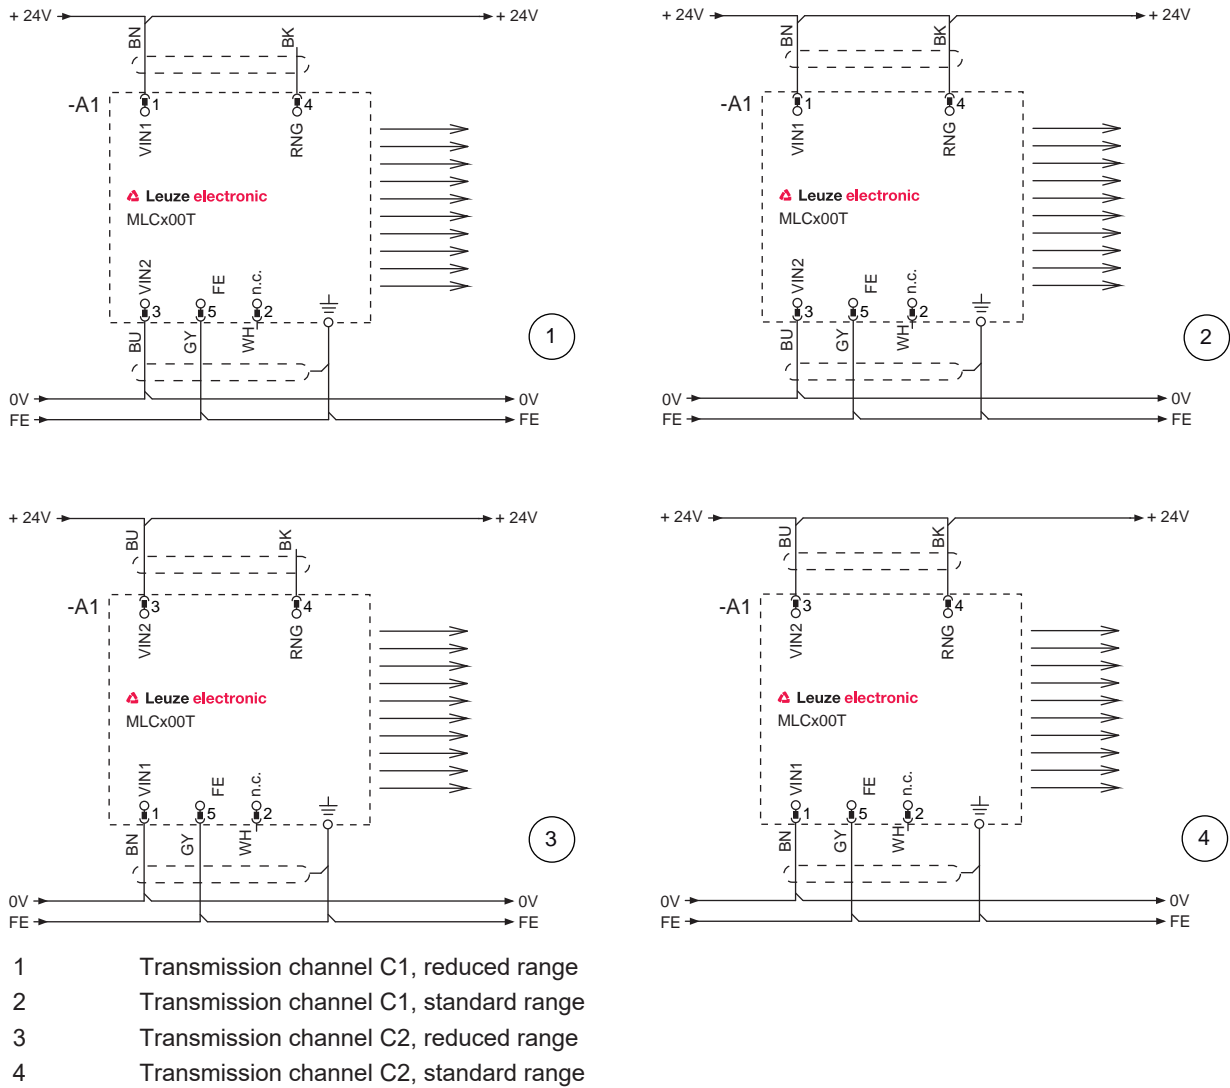 + 24V
+ 24V
BN
BK
-A1
1
4
VIN1
RNG
Leuze electronic
MLCx00T
VIN2
FE
n.c.
3
5
2
BU
GY
WH
1
0V
0V
FE
FE
+ 24V
+ 24V
BN
BK
-A1
1
4
VIN1
RNG
Leuze electronic
MLCx00T
VIN2
FE
n.c.
3
5
2
BU
GY
WH
2
0V
0V
FE
FE
+ 24V
+ 24V
BU
BK
-A1
3
4
VIN2
RNG
Leuze electronic
MLCx00T
VIN1
FE
n.c.
1
5
2
BN
GY
WH
3
0V
0V
FE
FE
+ 24V
+ 24V
BU
BK
-A1
3
4
VIN2
RNG
Leuze electronic
MLCx00T
VIN1
FE
n.c.
1
5
2
BN
GY
WH
4
0V
0V
FE
FE
1 Transmission channel C1, reduced range
2 Transmission channel C1, standard range
3 Transmission channel C2, reduced range
4 Transmission channel C2, standard range